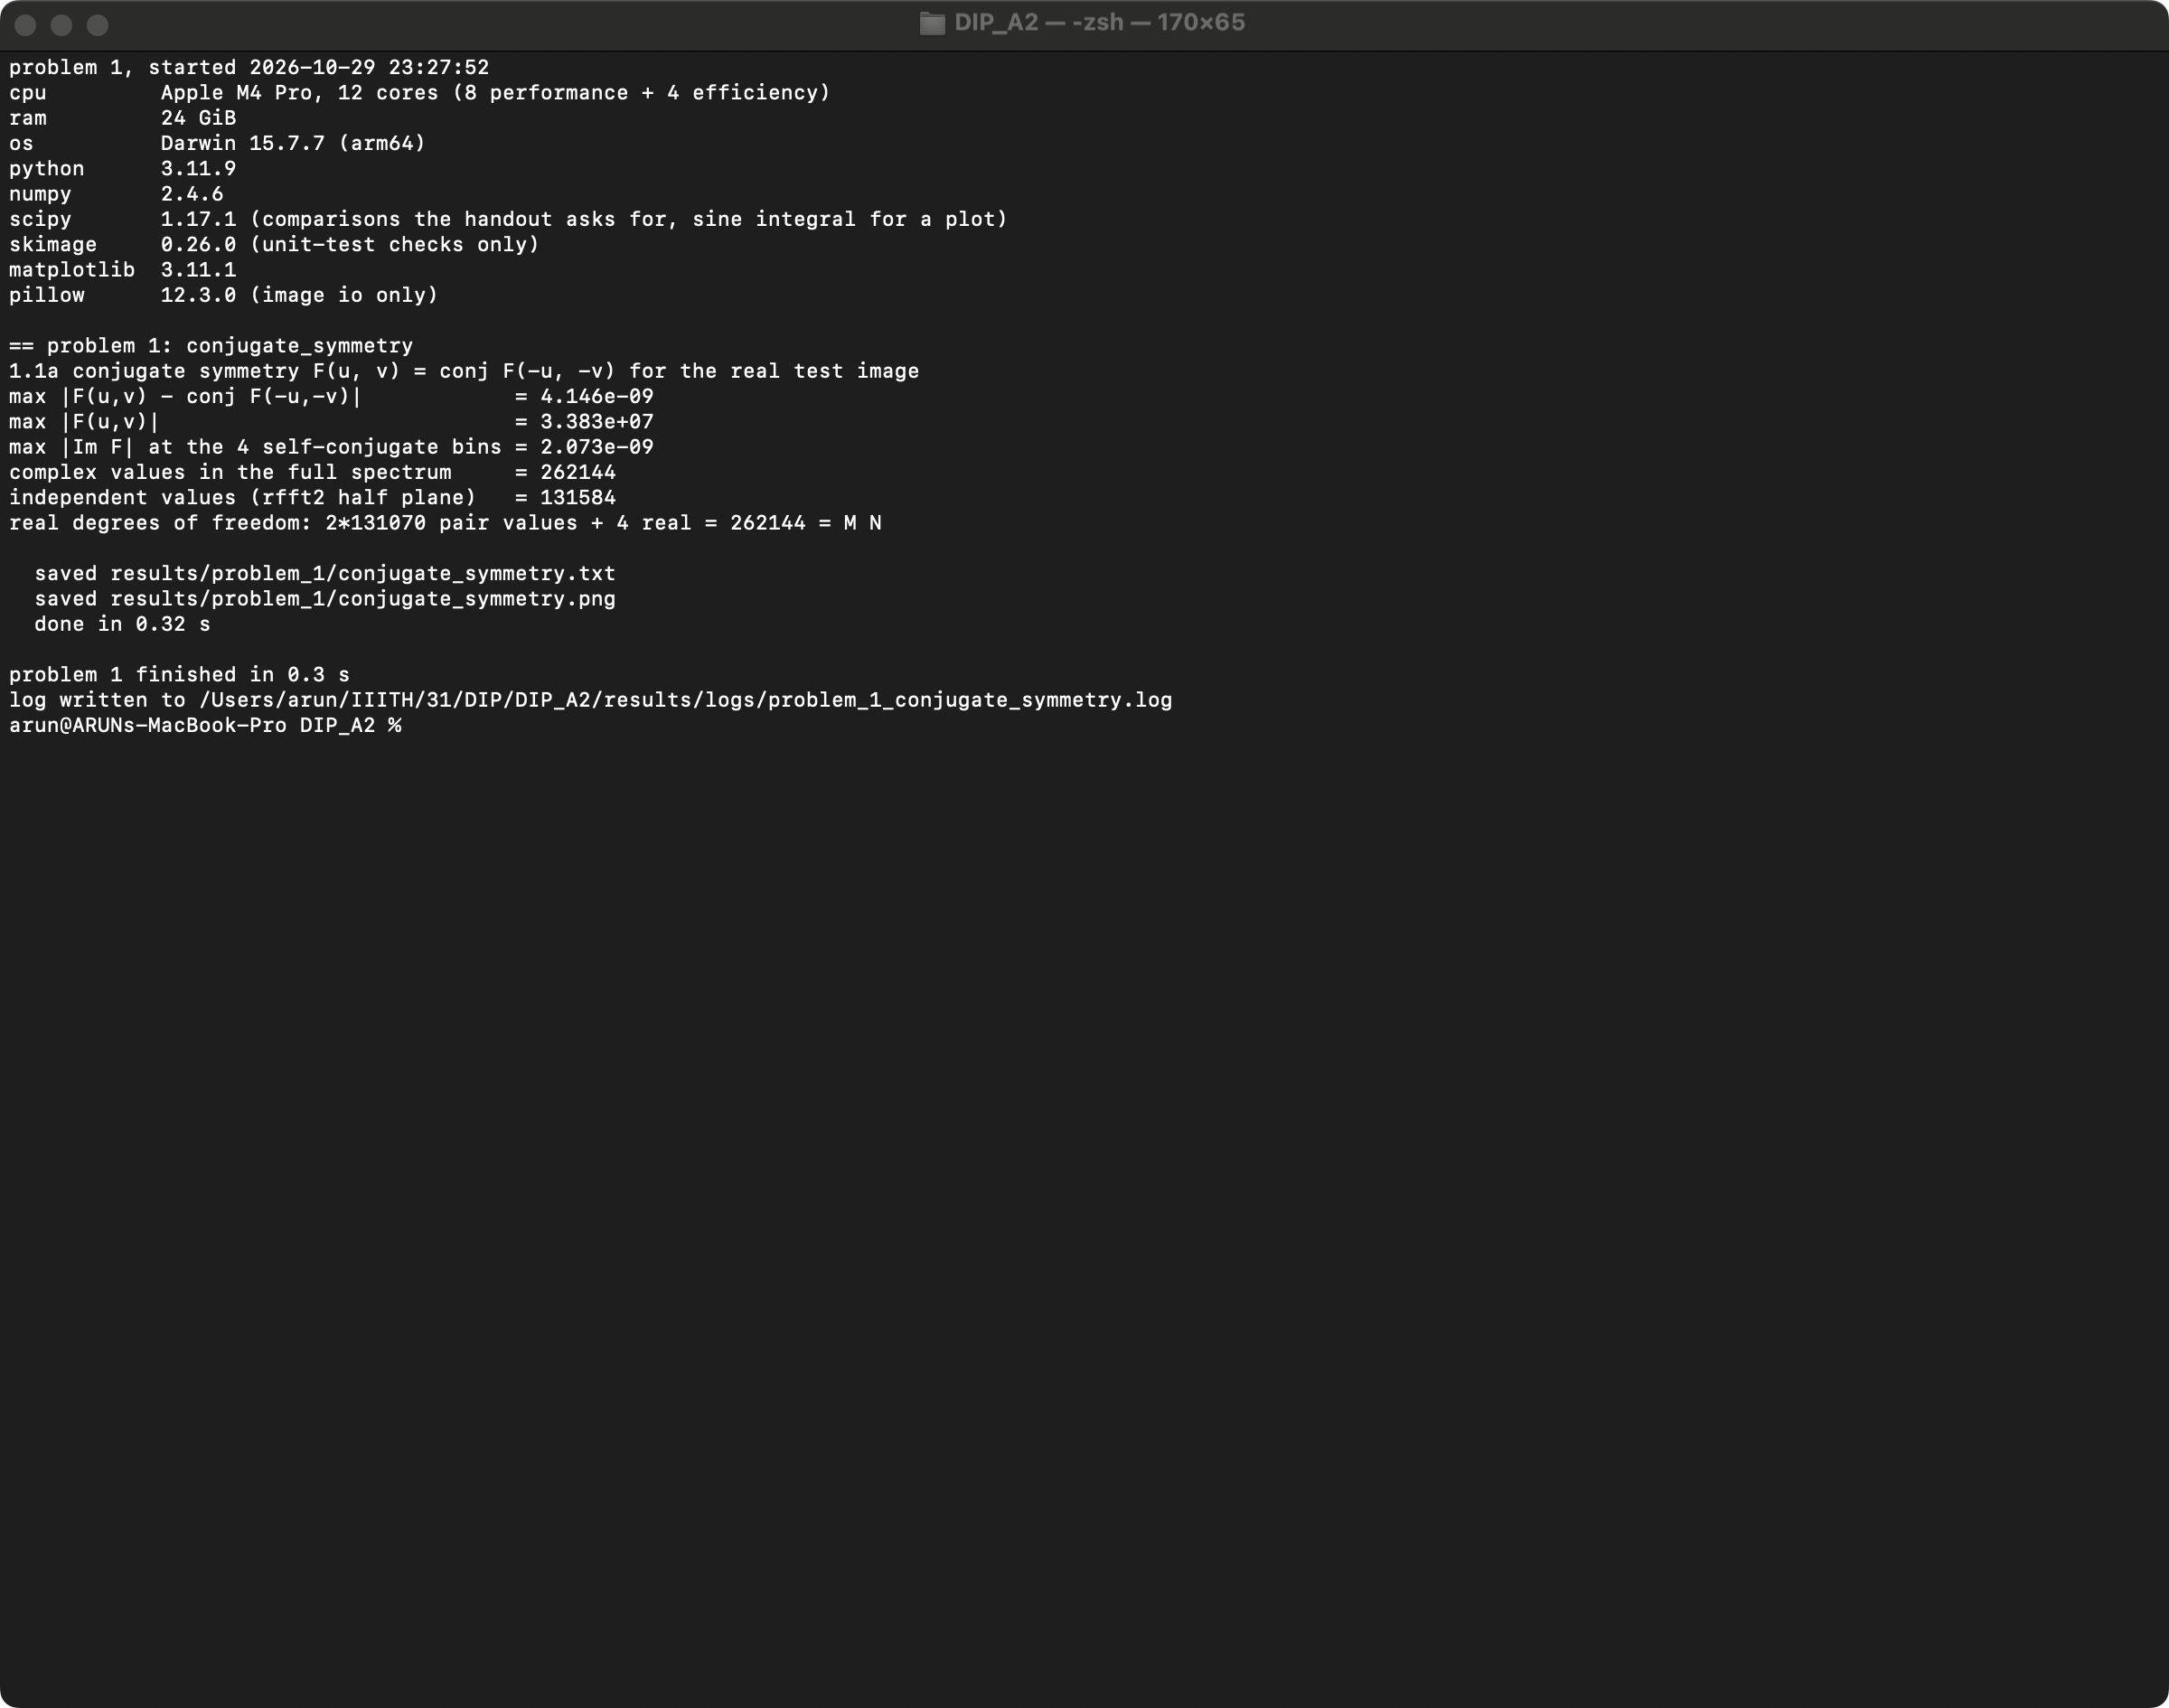 DIP_A2 — -zsh — 170×65
problem 1, started 2026-10-29 23:27:52
cpu         Apple M4 Pro, 12 cores (8 performance + 4 efficiency)
ram         24 GiB
os          Darwin 15.7.7 (arm64)
python      3.11.9
numpy       2.4.6
scipy       1.17.1 (comparisons the handout asks for, sine integral for a plot)
skimage     0.26.0 (unit-test checks only)
matplotlib  3.11.1
pillow      12.3.0 (image io only)

== problem 1: conjugate_symmetry
1.1a conjugate symmetry F(u, v) = conj F(-u, -v) for the real test image
max |F(u,v) - conj F(-u,-v)|            = 4.146e-09
max |F(u,v)|                            = 3.383e+07
max |Im F| at the 4 self-conjugate bins = 2.073e-09
complex values in the full spectrum     = 262144
independent values (rfft2 half plane)   = 131584
real degrees of freedom: 2*131070 pair values + 4 real = 262144 = M N

  saved results/problem_1/conjugate_symmetry.txt
  saved results/problem_1/conjugate_symmetry.png
  done in 0.32 s

problem 1 finished in 0.3 s
log written to /Users/arun/IIITH/31/DIP/DIP_A2/results/logs/problem_1_conjugate_symmetry.log
arun@ARUNs-MacBook-Pro DIP_A2 %